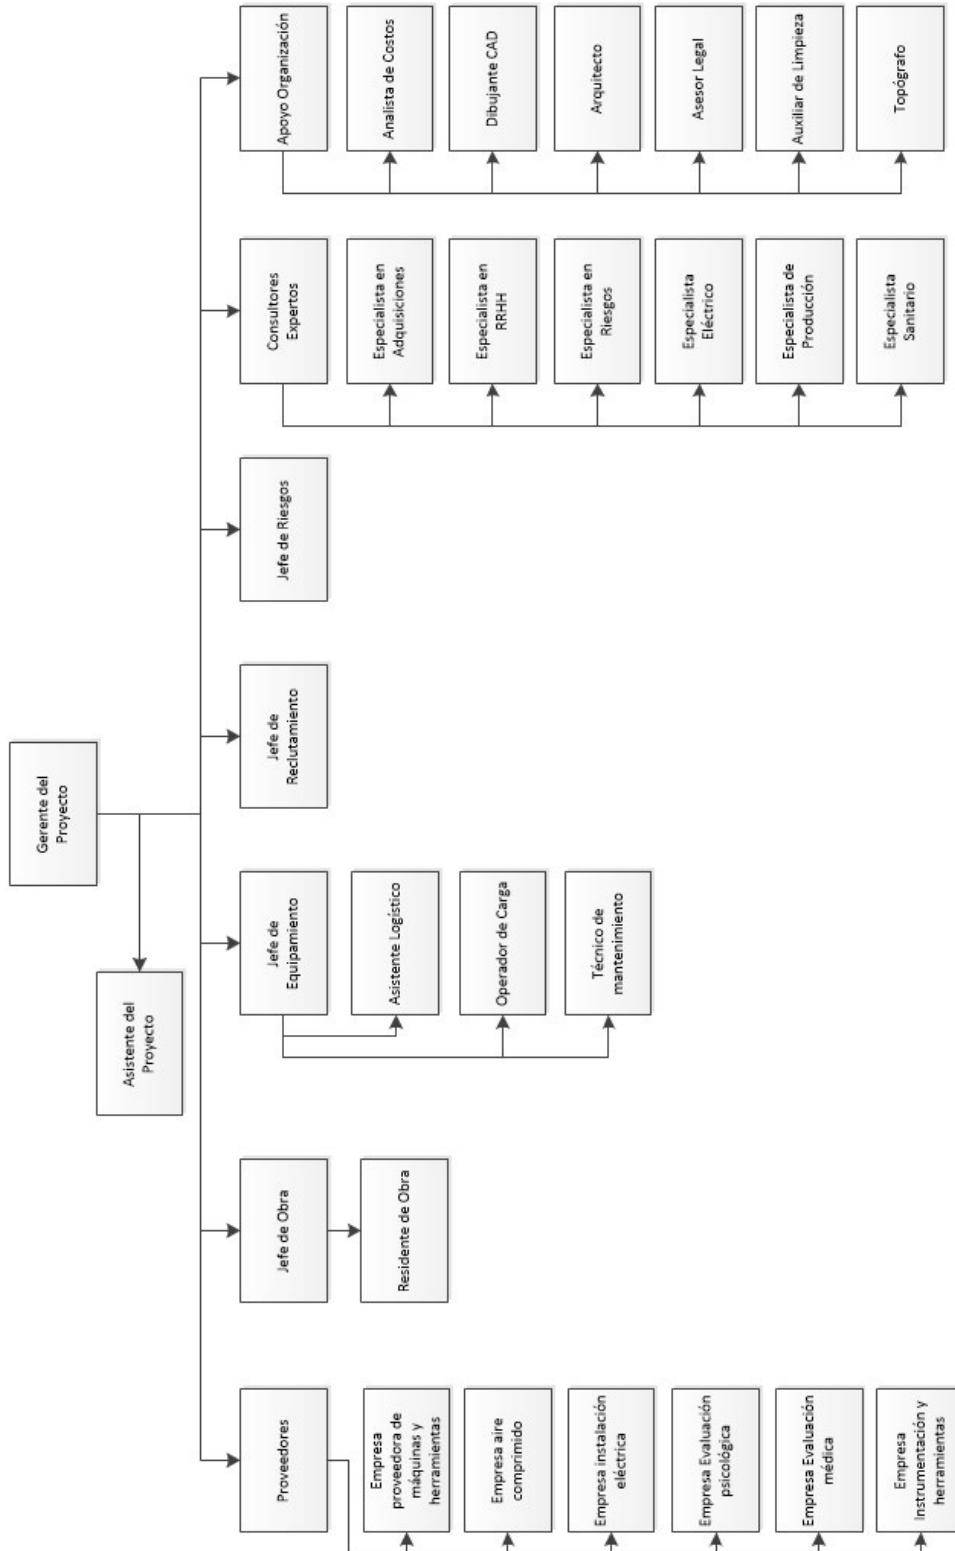 Gerente del
Proyecto
Asistente del
Proyecto
Proveedores
Empresa
proveedora de
máquinas y
herramientas
Empresa aire
comprimido
Empresa instalación
eléctrica
Empresa Evaluación
psicológica
Empresa Evaluación
médica
Empresa
Instrumentación y
herramientas
Jefe de Obra
Residente de Obra
Jefe de
Equipamiento
Asistente Logístico
Operador de Carga
Técnico de
mantenimiento
Jefe de
Reclutamiento
Jefe de Riesgos
Consultores
Expertos
Especialista en
Adquisiciones
Especialista en
RRHH
Especialista en
Riesgos
Especialista
Eléctrico
Especialista de
Producción
Especialista
Sanitario
Apoyo Organización
Analista de Costos
Dibujante CAD
Arquitecto
Asesor Legal
Auxiliar de Limpieza
Topógrafo